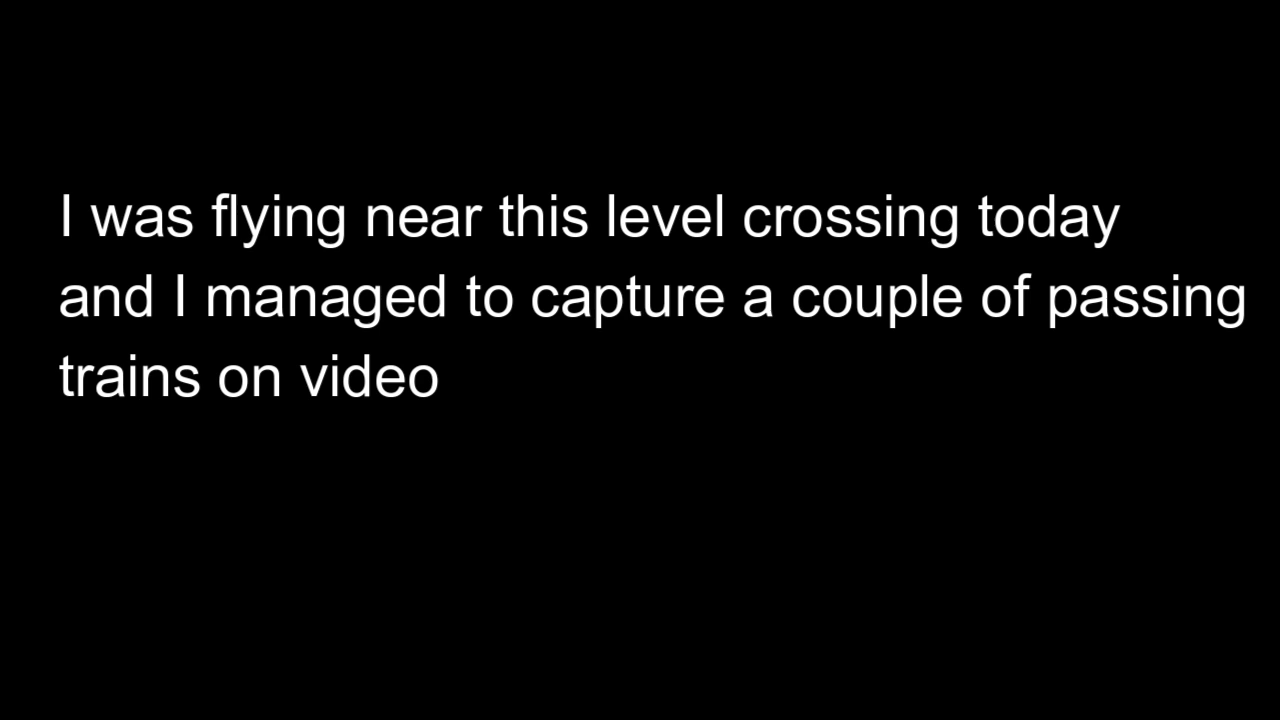 I was flying near this level crossing today
and I managed to capture a couple of passing
trains on video